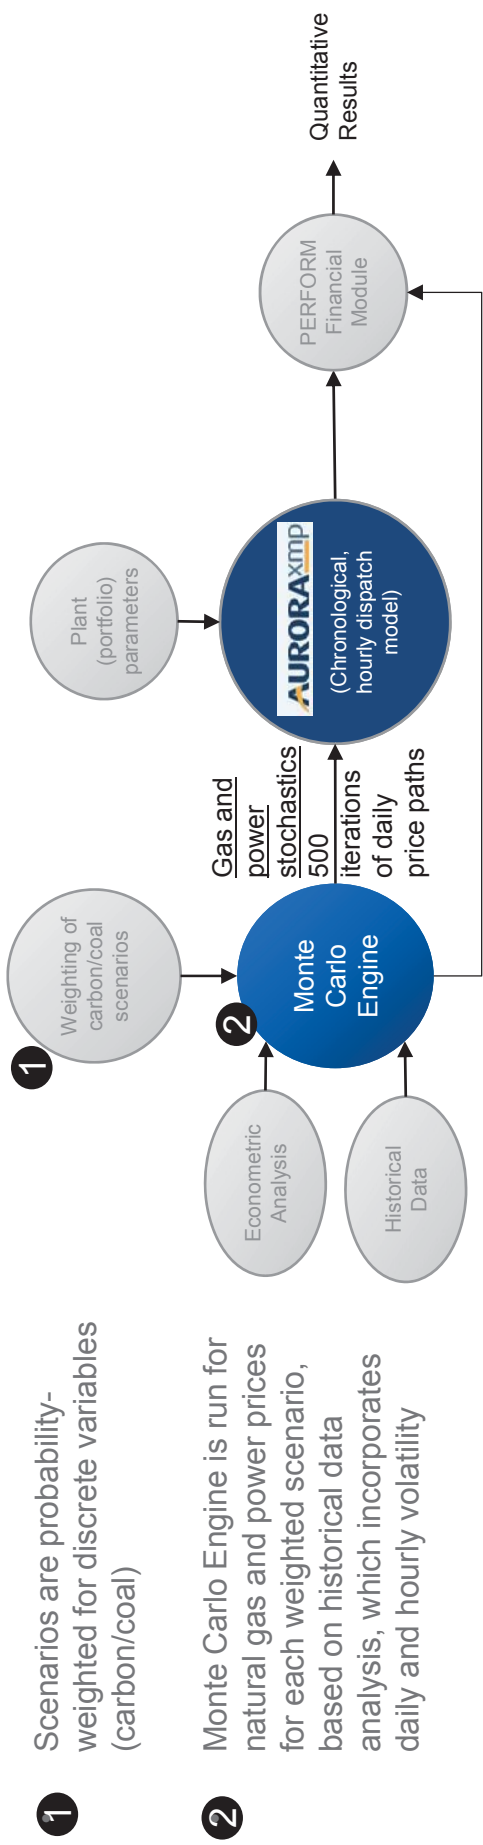 1
Scenarios are probability-
weighted for discrete variables
(carbon/coal)
2
Monte Carlo Engine is run for
natural gas and power prices
for each weighted scenario,
based on historical data
analysis, which incorporates
daily and hourly volatility
1
Weighting of
carbon/coal
scenarios
Econometric
Analysis
Historical
Data
2
Monte
Carlo
Engine
Gas and
power
stochastics
500
iterations
of daily
price paths
Plant
(portfolio)
parameters
AURORAxmp
(Chronological,
hourly dispatch
model)
PERFORM
Financial
Module
Quantitative
Results